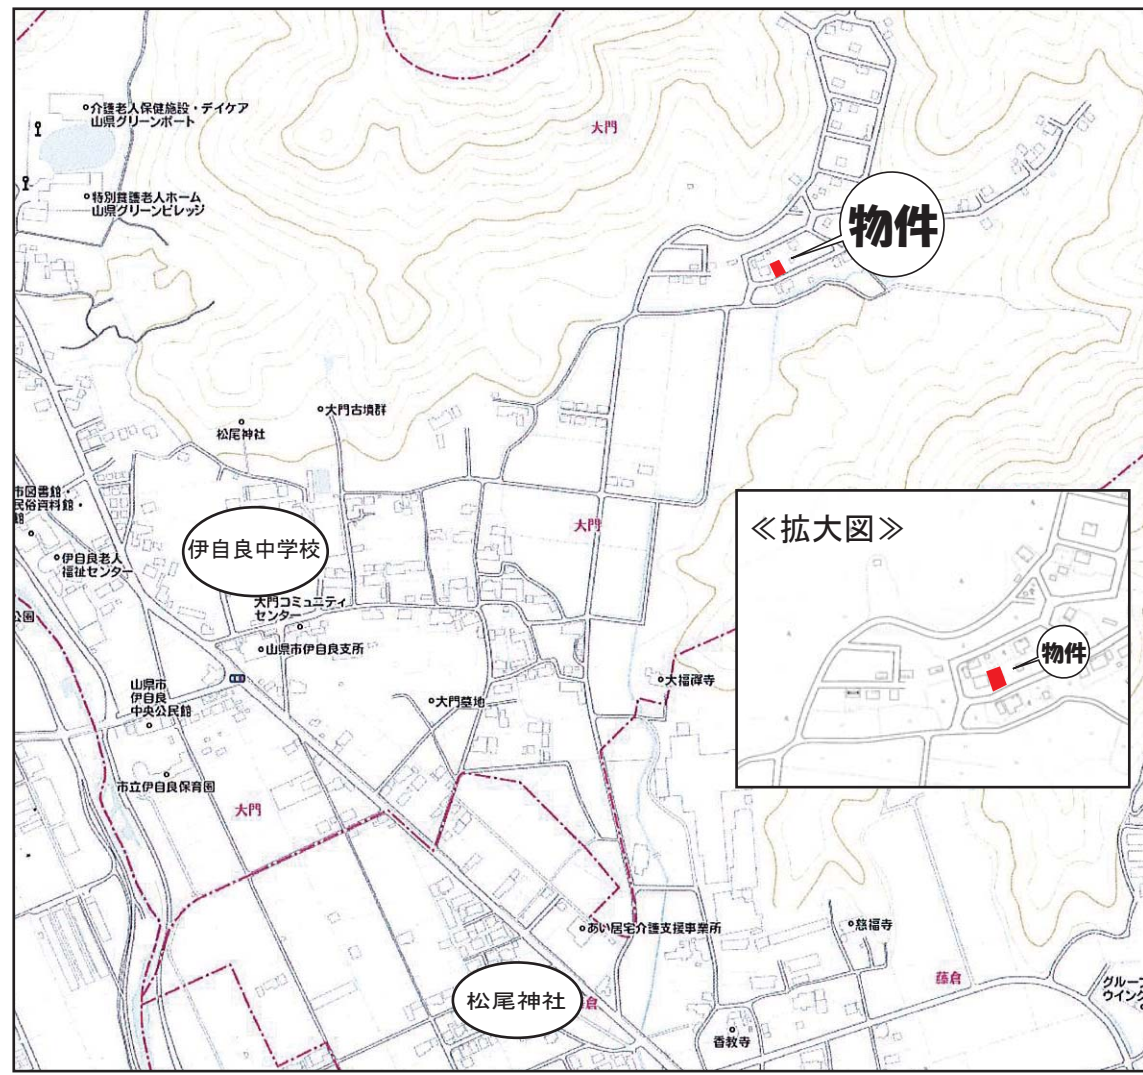 介護老人保健施設・デイケア
山県グリーンポート
大門
特別養護老人ホーム
山県グリーンビレッジ
物件
大門古墳群
松尾神社
市図書館・
民俗資料館・
館
伊自良中学校
大門
≪拡大図≫
物件
伊自良老人
福祉センター
公園
大門コミュニティ
センター
山県市伊自良支所
大福禅寺
山県市
伊自良
中央公民館
大門墓地
市立伊自良保育園
大門
あい居宅介護支援事業所
慈福寺
藤倉
グループ
ウイング
松尾神社
倉
香教寺